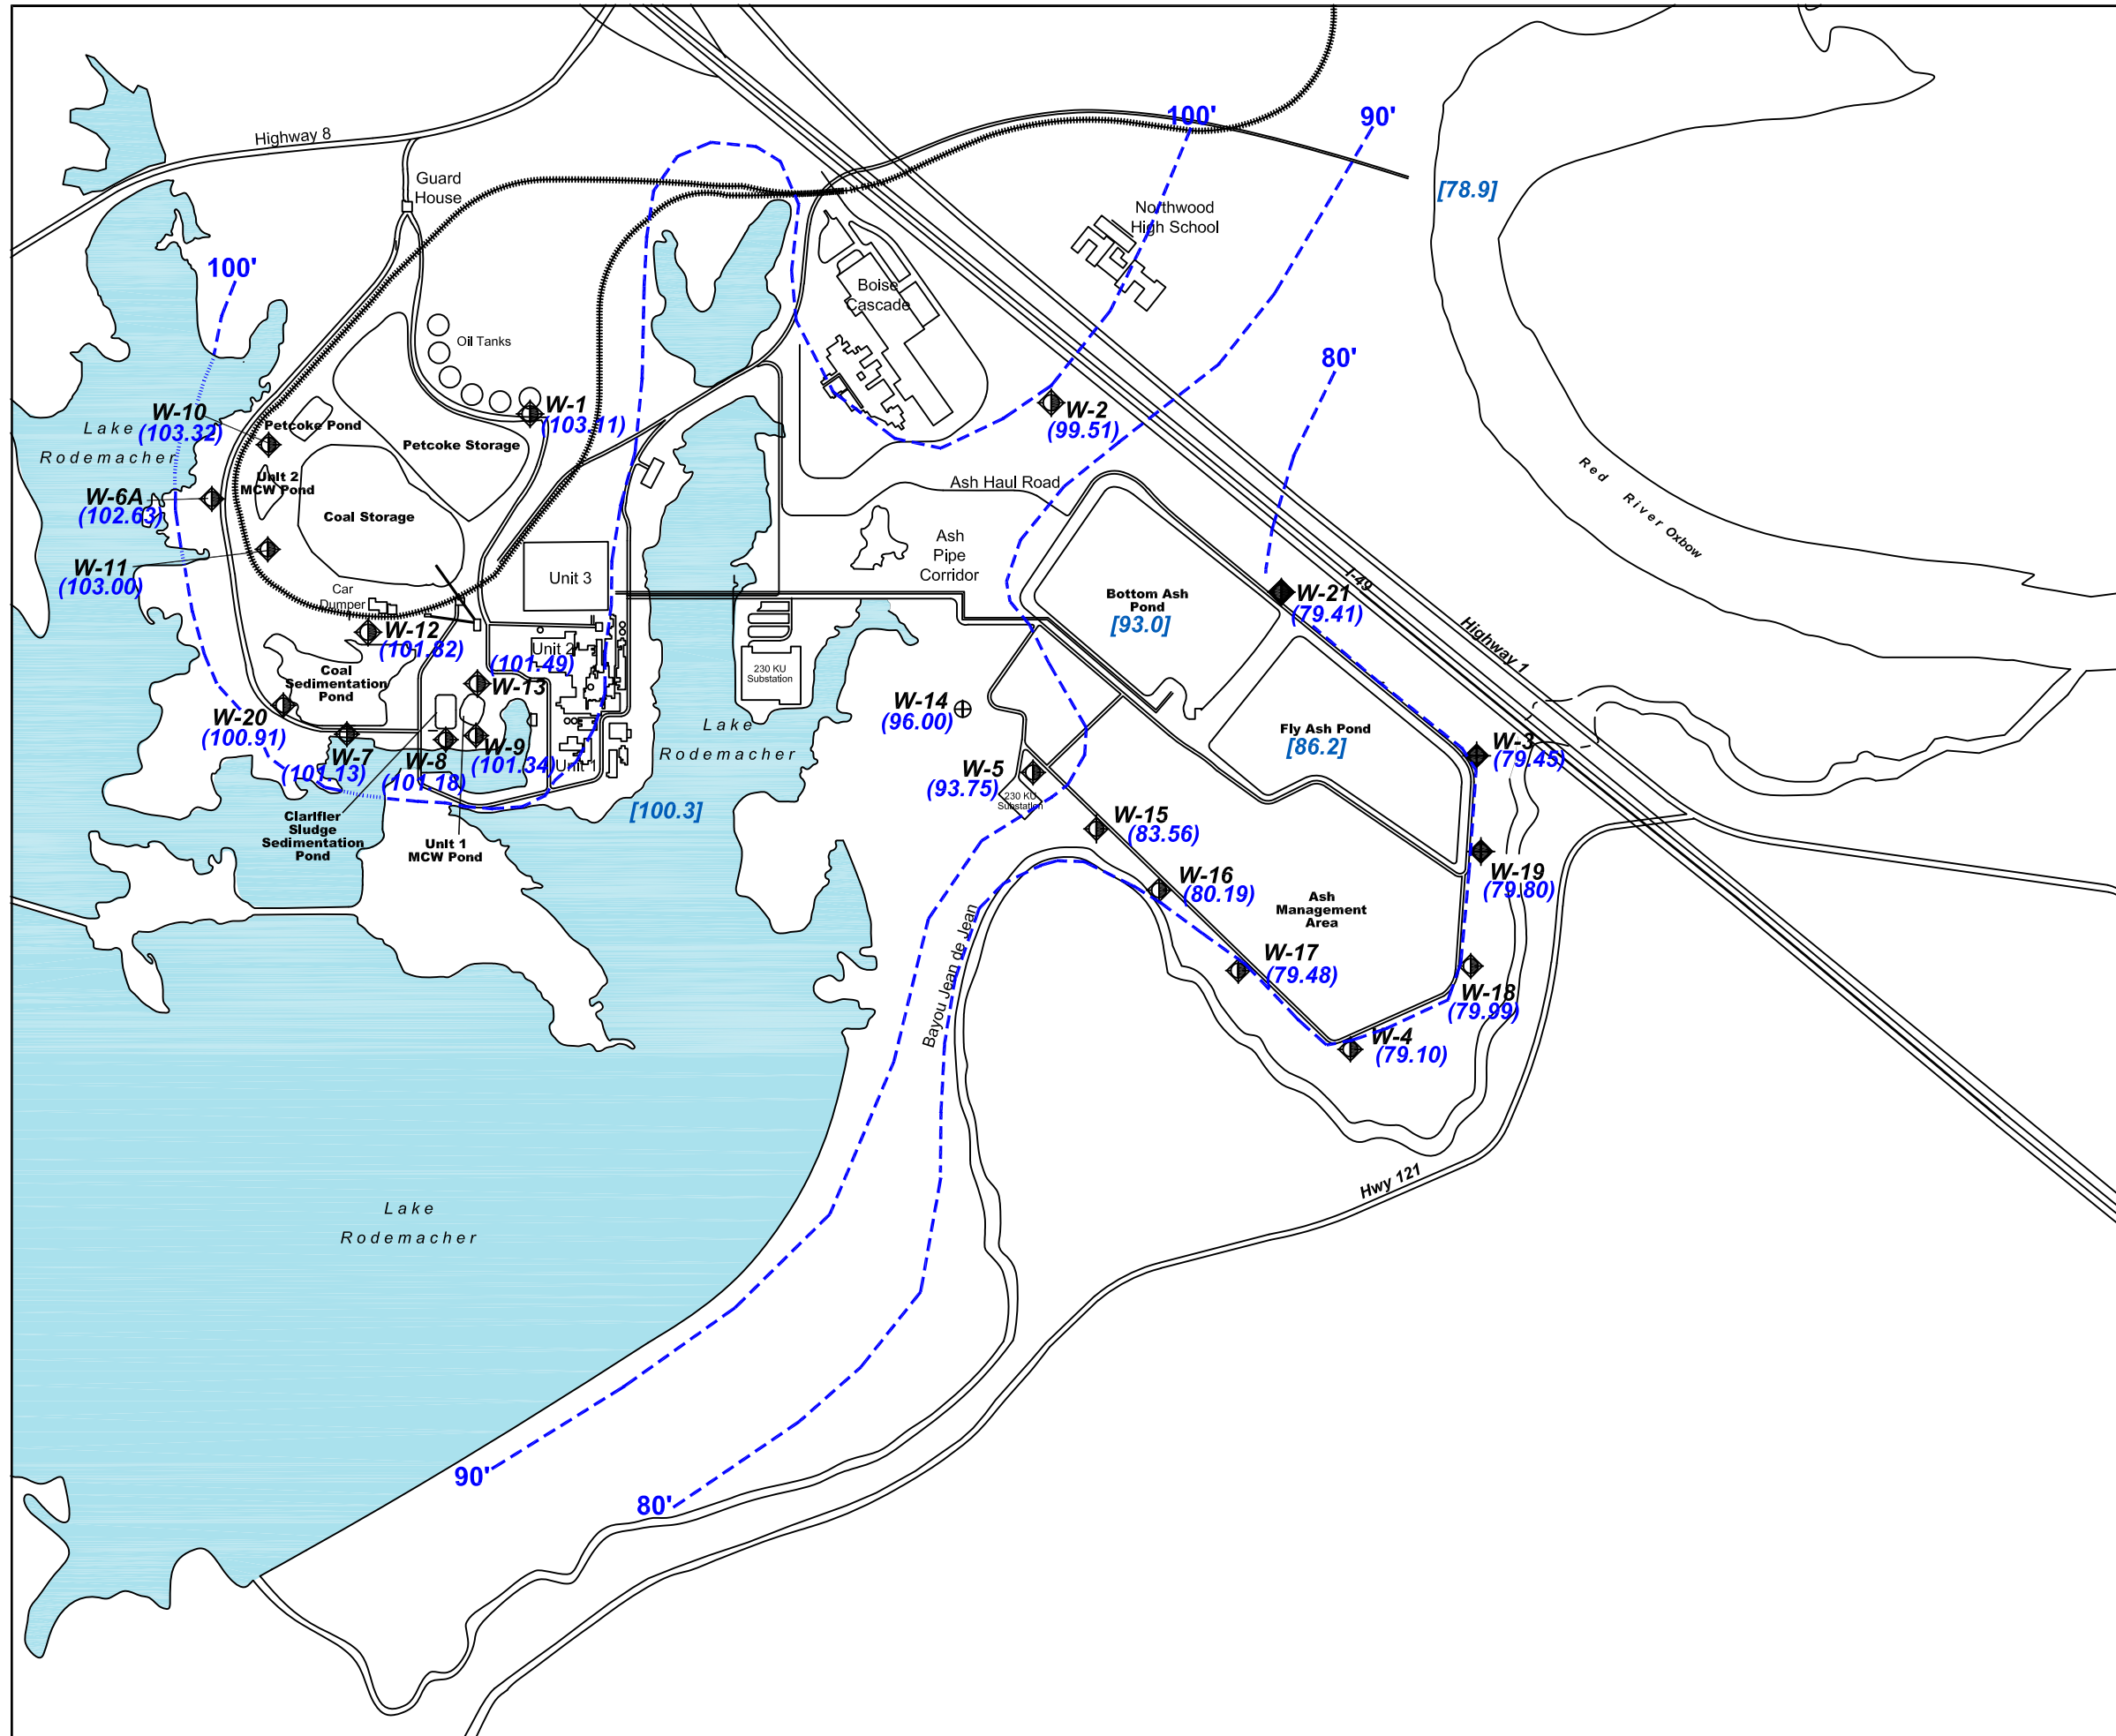 100'
90'
Highway 8
Guard
House
[78.9]
Northwood
High School
100'
Boise
Cascade
Oil Tanks
80'
W-10
(103.32)
W-1
(103.11)
W-2
(99.51)
Lake
Rodemacher
Petcoke Pond
Petcoke Storage
Unit 2
MCW Pond
W-6A
(102.63)
Coal Storage
Ash Haul Road
Red River Oxbow
W-11
(103.00)
Ash
Pipe
Corridor
Unit 3
Car
Dumper
Bottom Ash
Pond
[93.0]
I-49
W-21
(79.41)
Highway 1
W-12
(101.82)
Unit 2
(101.49)
W-13
Coal
Sedimentation
Pond
230 KU
Substation
W-14
(96.00)
W-20
(100.91)
Lake
Rodemacher
Fly Ash Pond
[86.2]
W-3
(79.45)
W-7
(101.13)
W-8
(101.18)
W-9
(101.34)
Unit 1
W-5
(93.75)
230 KU
Substation
[100.3]
Clarifier
Sludge
Sedimentation
Pond
Unit 1
MCW Pond
W-15
(83.56)
W-16
(80.19)
W-19
(79.80)
Ash
Management
Area
Bayou Jean de Jean
W-17
(79.48)
W-18
(79.99)
W-4
(79.10)
Hwy 121
Lake
Rodemacher
90'
80'